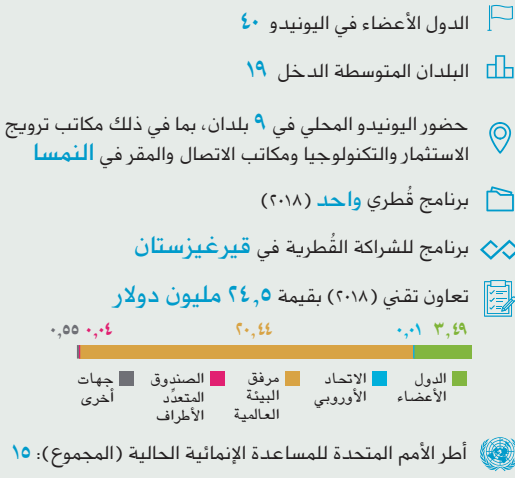 الدول الأعضاء في اليونيدو ٤٠
البلدان المتوسطة الدخل ١٩
حضور اليونيدو المحلي في ٩ بلدان، بما في ذلك مكاتب ترويج
الاستثمار والتكنولوجيا ومكاتب الاتصال والمقر في النمسا
برنامج قُطري واحد (٢٠١٨)
برنامج للشراكة القُطرية في قيرغيزستان
تعاون تقني (٢٠١٨) بقيمة ٢٤,٥ مليون دولار
٣,٤٩ ٠,٠١ ٢٠,٤٤ ٠,٠٤ ٠,٥٥
الدول الأعضاء
الاتحاد الأوروبي
مرفق البيئة العالمية
الصندوق المتعدِّد الأطراف
جهات أخرى
أطر الأمم المتحدة للمساعدة الإنمائية الحالية (المجموع): ١٥